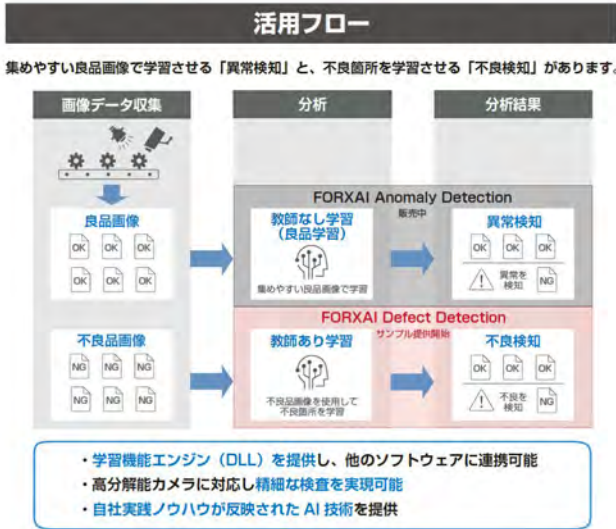 活用フロー
集めやすい良品画像で学習させる「異常検知」と、不良箇所を学習させる「不良検知」があります。
画像データ収集
分析
分析結果
FORXAI Anomaly Detection
販売中
良品画像
OK OK OK
OK OK OK
教師なし学習
（良品学習）
集めやすい良品画像で学習
異常検知
OK OK OK
異常を
検知
NG
FORXAI Defect Detection
サンプル提供開始
不良品画像
NG NG NG
NG NG NG
教師あり学習
不良品画像を使用して
不良箇所を学習
不良検知
OK OK OK
不良を
検知
NG
・学習機能エンジン（DLL）を提供し、他のソフトウェアに連携可能
・高分解能カメラに対応し精細な検査を実現可能
・自社実践ノウハウが反映された AI 技術を提供